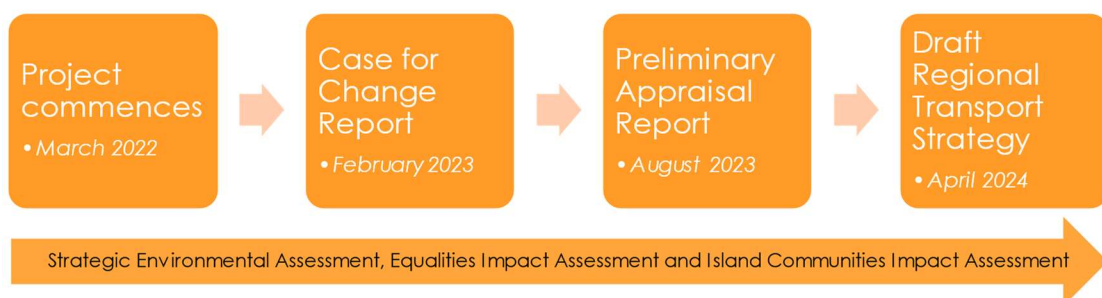 Project
commences
• March 2022
Case for
Change
Report
• February 2023
Preliminary
Appraisal
Report
• August 2023
Draft
Regional
Transport
Strategy
• April 2024
Strategic Environmental Assessment, Equalities Impact Assessment and Island Communities Impact Assessment